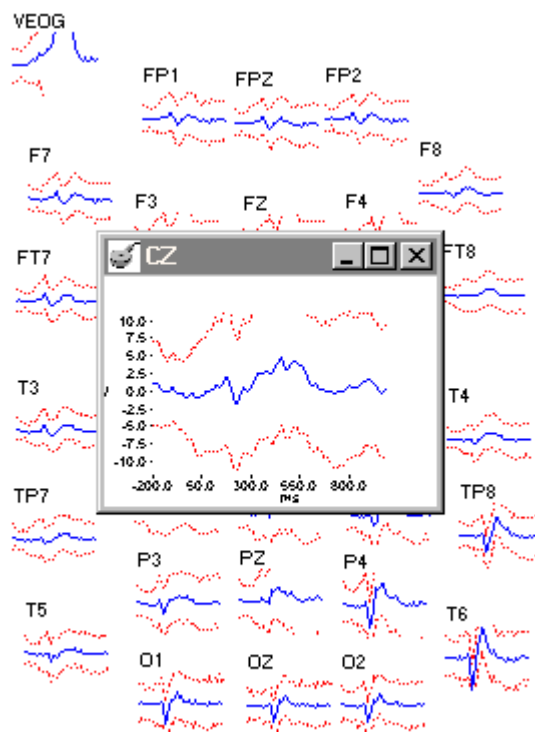 VEOG
FP1 FPZ FP2
F7 F8
F3 FZ F4
FT7 FT8
CZ
10.0
7.5
5.0
2.5
0.0
-2.5
-5.0
-7.5
-10.0
-200.0 50.0 300.0 550.0 800.0
ms
T3 T4
TP7 TP8
P3 PZ P4
T5 T6
O1 OZ O2